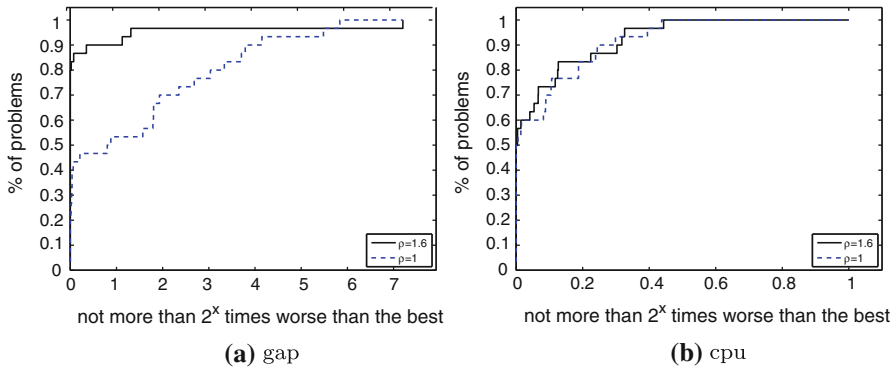 % of problems
1
0.9
0.8
0.7
0.6
0.5
0.4
0.3
0.2
0.1
0
0 1 2 3 4 5 6 7
ρ=1.6
ρ=1
not more than 2^x times worse than the best
(a) gap
% of problems
1
0.9
0.8
0.7
0.6
0.5
0.4
0.3
0.2
0.1
0
0 0.2 0.4 0.6 0.8 1
ρ=1.6
ρ=1
not more than 2^x times worse than the best
(b) cpu